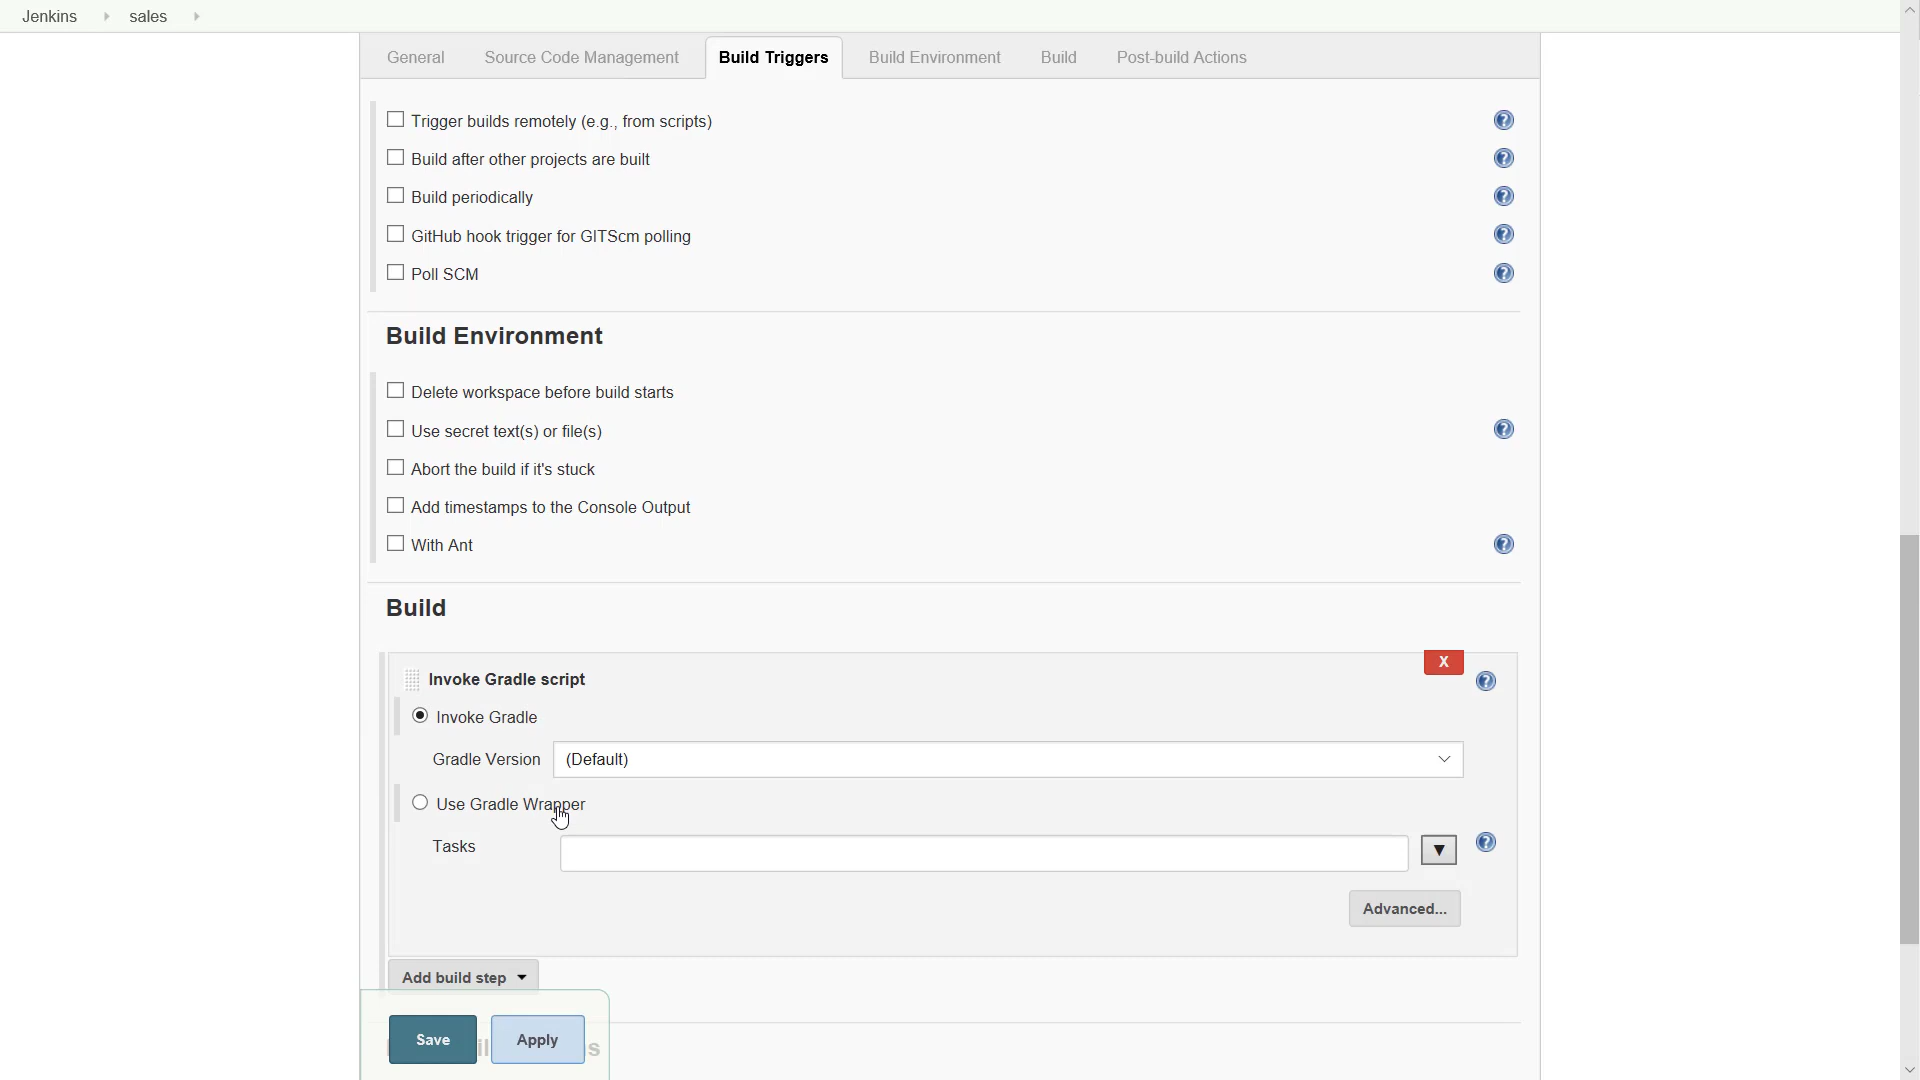 Jenkins sales
General Source Code Management Build Triggers Build Environment Build Post-build Actions
Trigger builds remotely (e.g., from scripts)
Build after other projects are built
Build periodically
GitHub hook trigger for GITScm polling
Poll SCM
Build Environment
Delete workspace before build starts
Use secret text(s) or file(s)
Abort the build if it's stuck
Add timestamps to the Console Output
With Ant
Build
X
Invoke Gradle script
Invoke Gradle
Gradle Version (Default)
Use Gradle Wrapper
Tasks
Advanced...
Add build step
Save Apply